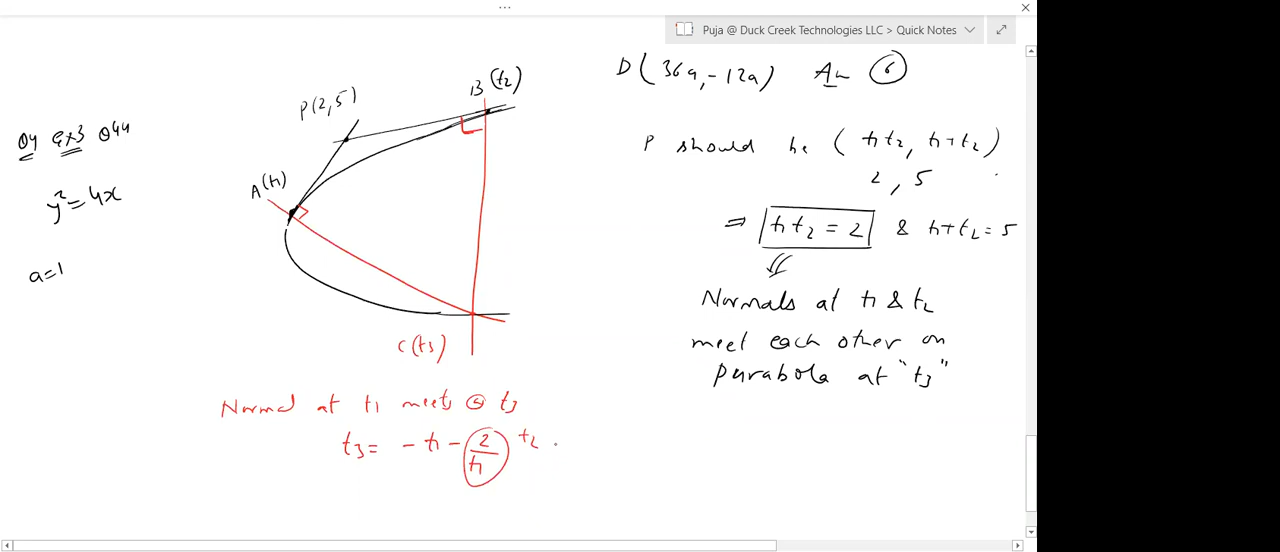 Puja @ Duck Creek Technologies LLC > Quick Notes
Q4 Ex3 Q44
y² = 4x
a=1
P(2,5)
B(t2)
A(t1)
C(t3)
Normal at t1 meets @ t3
t3 = - t1 - 2/t1 t2
D(36a, -12a) An 6
P should be (t1t2, t1+t2)
2, 5
⇒ t1t2 = 2 & t1+t2 = 5
Normals at t1 & t2
meet each other on
parabola at "t3"